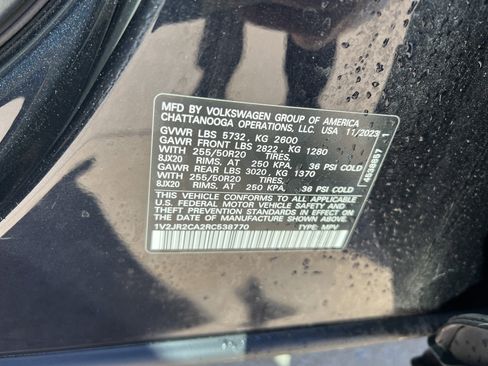 MFD BY VOLKSWAGEN GROUP OF AMERICA
CHATTANOOGA OPERATIONS, LLC. USA 11/2023
GVWR LBS 5732, KG 2600
GAWR FRONT LBS 2822, KG 1280
WITH 255/50R20 TIRES,
8JX20 RIMS, AT 250 KPA, 36 PSI COLD
GAWR REAR LBS 3020, KG 1370
WITH 255/50R20 TIRES,
8JX20 RIMS, AT 250 KPA, 36 PSI COLD
THIS VEHICLE CONFORMS TO ALL APPLICABLE
U.S. FEDERAL MOTOR VEHICLE SAFETY AND
THEFT PREVENTION STANDARDS IN EFFECT ON
THE DATE OF MANUFACTURE SHOWN ABOVE.
1V2JR2CA2RC538770 TYPE: MPV